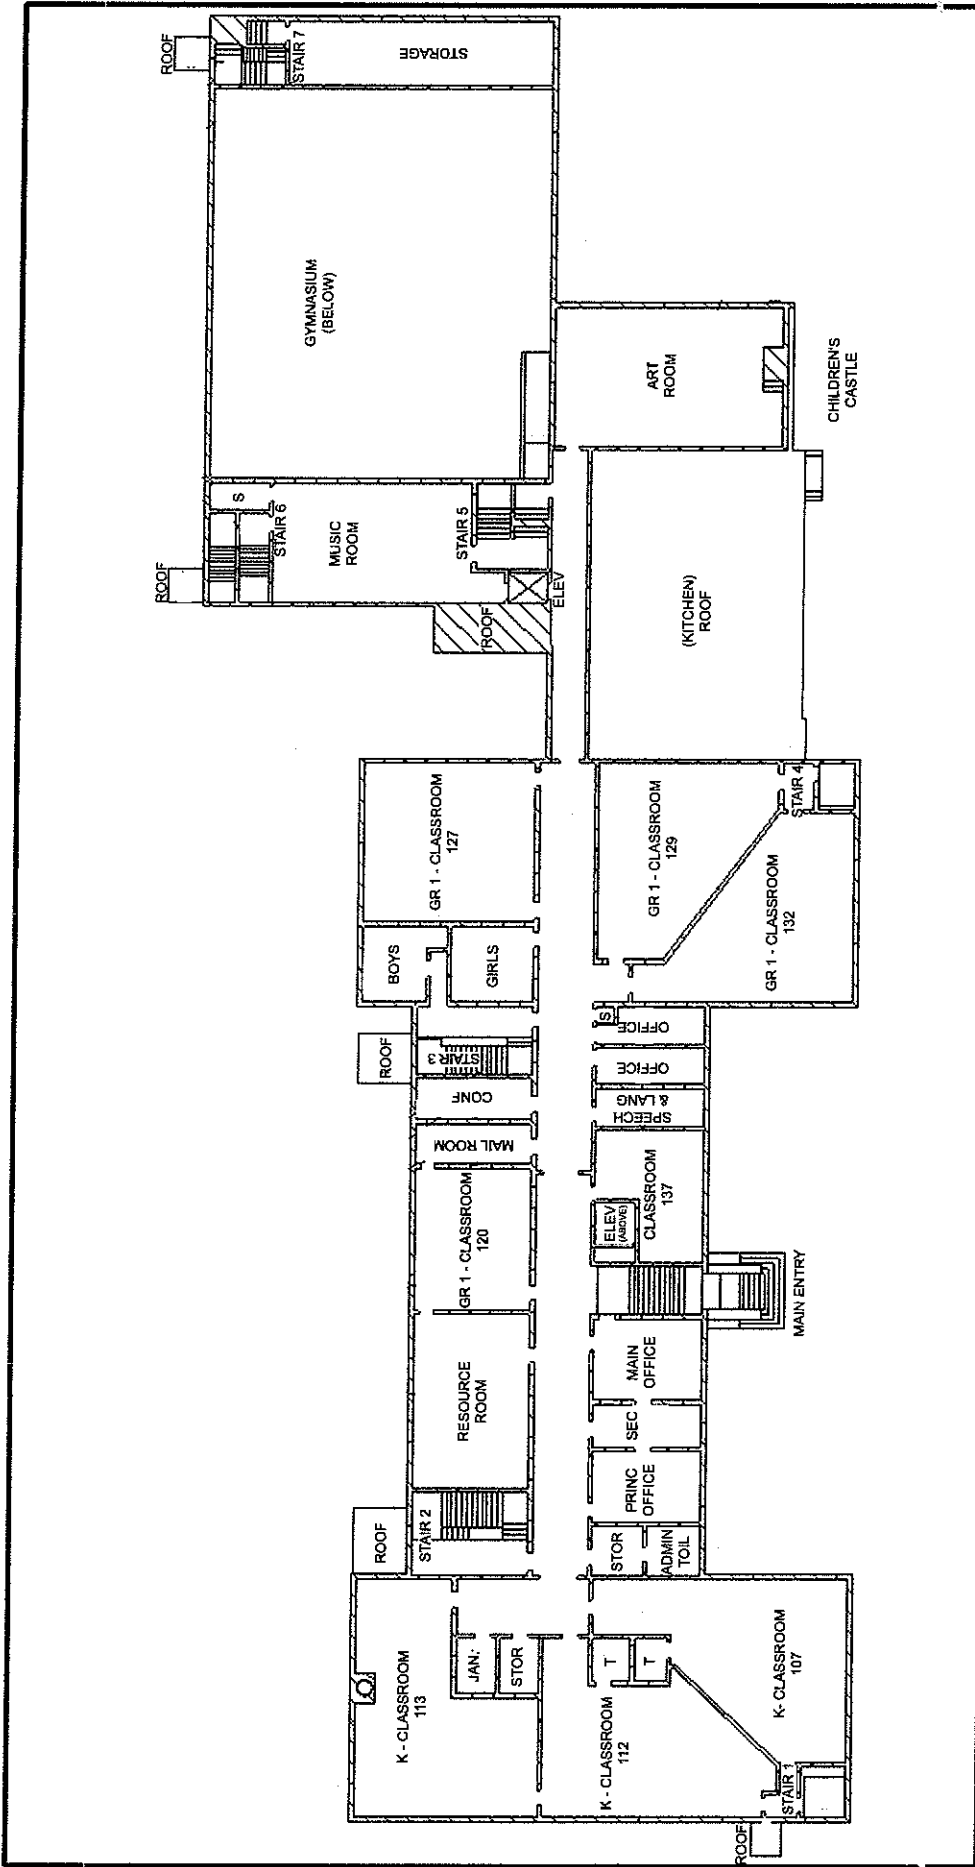 ROOF
STAIR 7
STORAGE
GYMNASIUM
(BELOW)
ROOF
S
STAIR 6
MUSIC
ROOM
STAIR 5
ELEV
ROOF
ART
ROOM
CHILDREN'S
CASTLE
(KITCHEN)
ROOF
GR 1 - CLASSROOM
127
BOYS
GIRLS
GR 1 - CLASSROOM
129
STAIR 4
GR 1 - CLASSROOM
132
ROOF
STAIR 3
CONF
MAIL ROOM
S
OFFICE
OFFICE
SPEECH
& LANG
GR 1 - CLASSROOM
120
ELEV
(ABOVE)
CLASSROOM
137
MAIN ENTRY
RESOURCE
ROOM
MAIN
OFFICE
SEC
PRINC
OFFICE
ROOF
STAIR 2
STOR
ADMIN
TOIL
K - CLASSROOM
113
JAN.
STOR
T
T
K - CLASSROOM
112
K- CLASSROOM
107
STAIR 1
ROOF